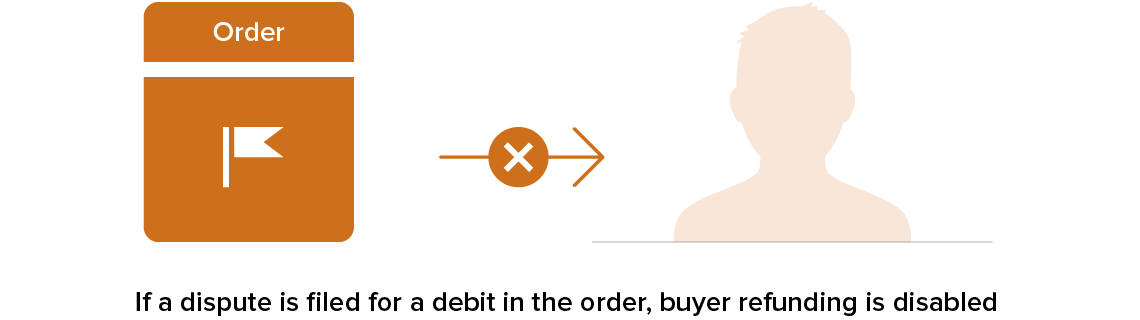 Order
If a dispute is filed for a debit in the order, buyer refunding is disabled